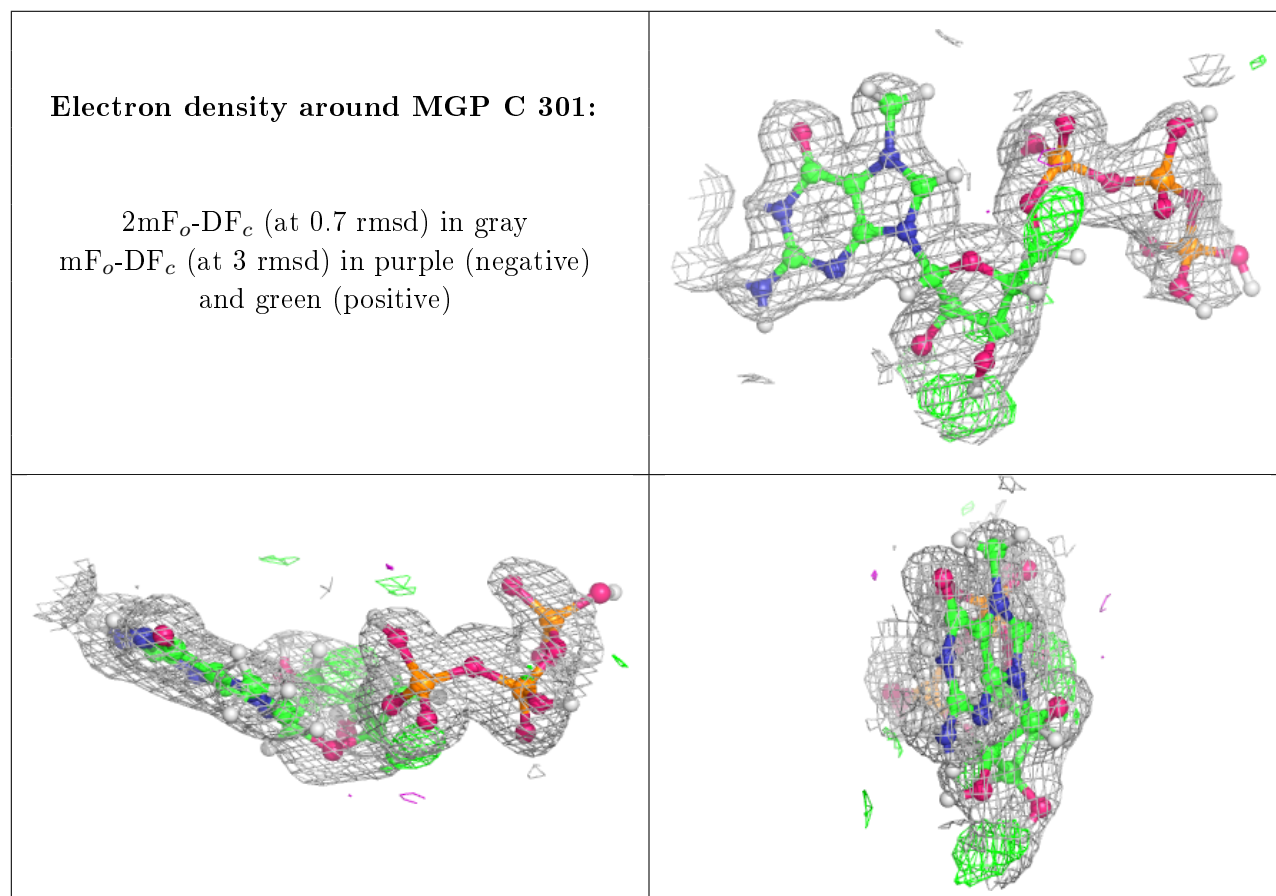 Electron density around MGP C 301:
2mFo-DFc (at 0.7 rmsd) in gray
mFo-DFc (at 3 rmsd) in purple (negative)
and green (positive)